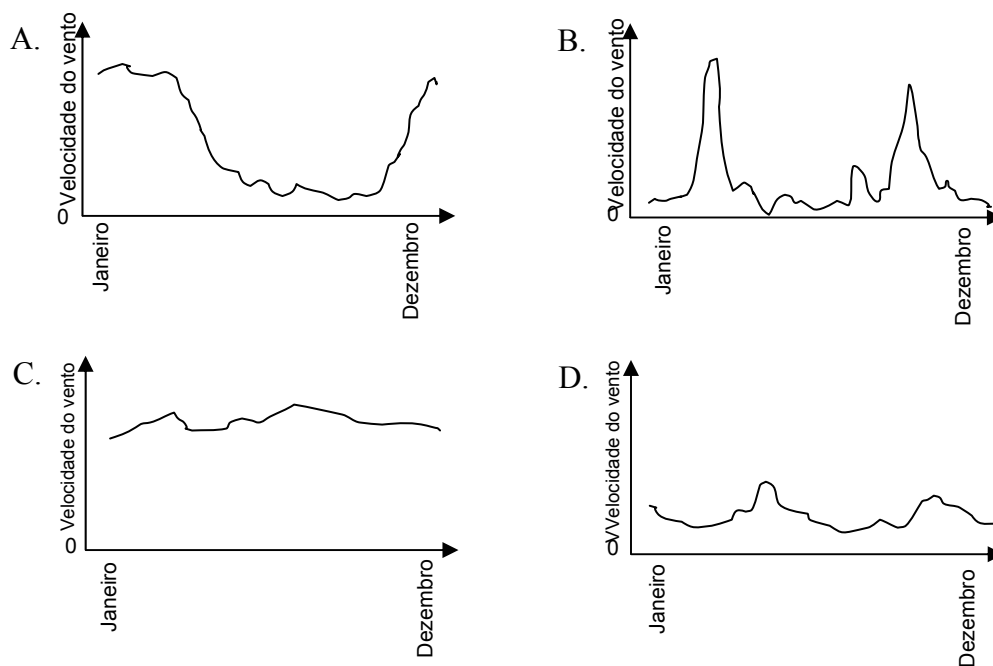 A.
Velocidade do vento
0
Janeiro
Dezembro
B.
Velocidade do vento
0
Janeiro
Dezembro
C.
Velocidade do vento
0
Janeiro
Dezembro
D.
VVelocidade do vento
0
Janeiro
Dezembro